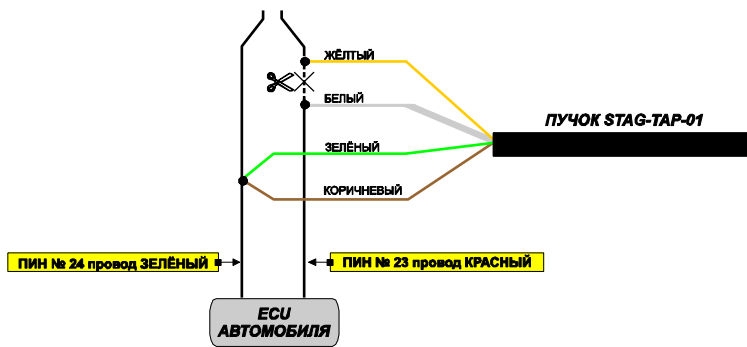 ЖЁЛТЫЙ
БЕЛЫЙ
ПУЧОК STAG-TAP-01
ЗЕЛЁНЫЙ
КОРИЧНЕВЫЙ
ПИН № 24 провод ЗЕЛЁНЫЙ
ПИН № 23 провод КРАСНЫЙ
ECU
АВТОМОБИЛЯ